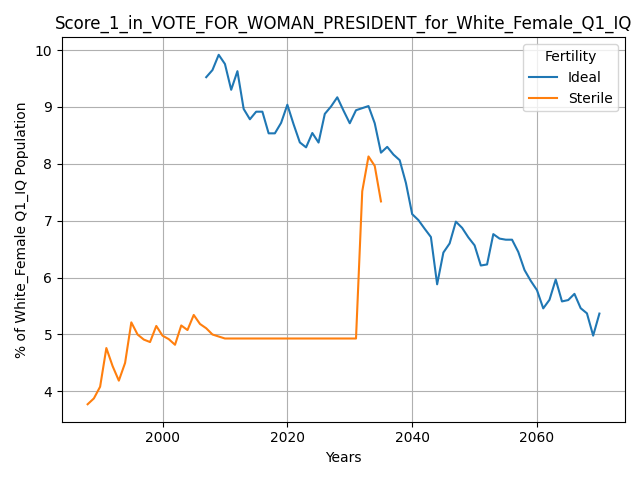 Score_1_in_VOTE_FOR_WOMAN_PRESIDENT_for_White_Female_Q1_IQ
Fertility
Ideal
Sterile
% of White_Female Q1_IQ Population
10
9
8
7
6
5
4
2000 2020 2040 2060
Years